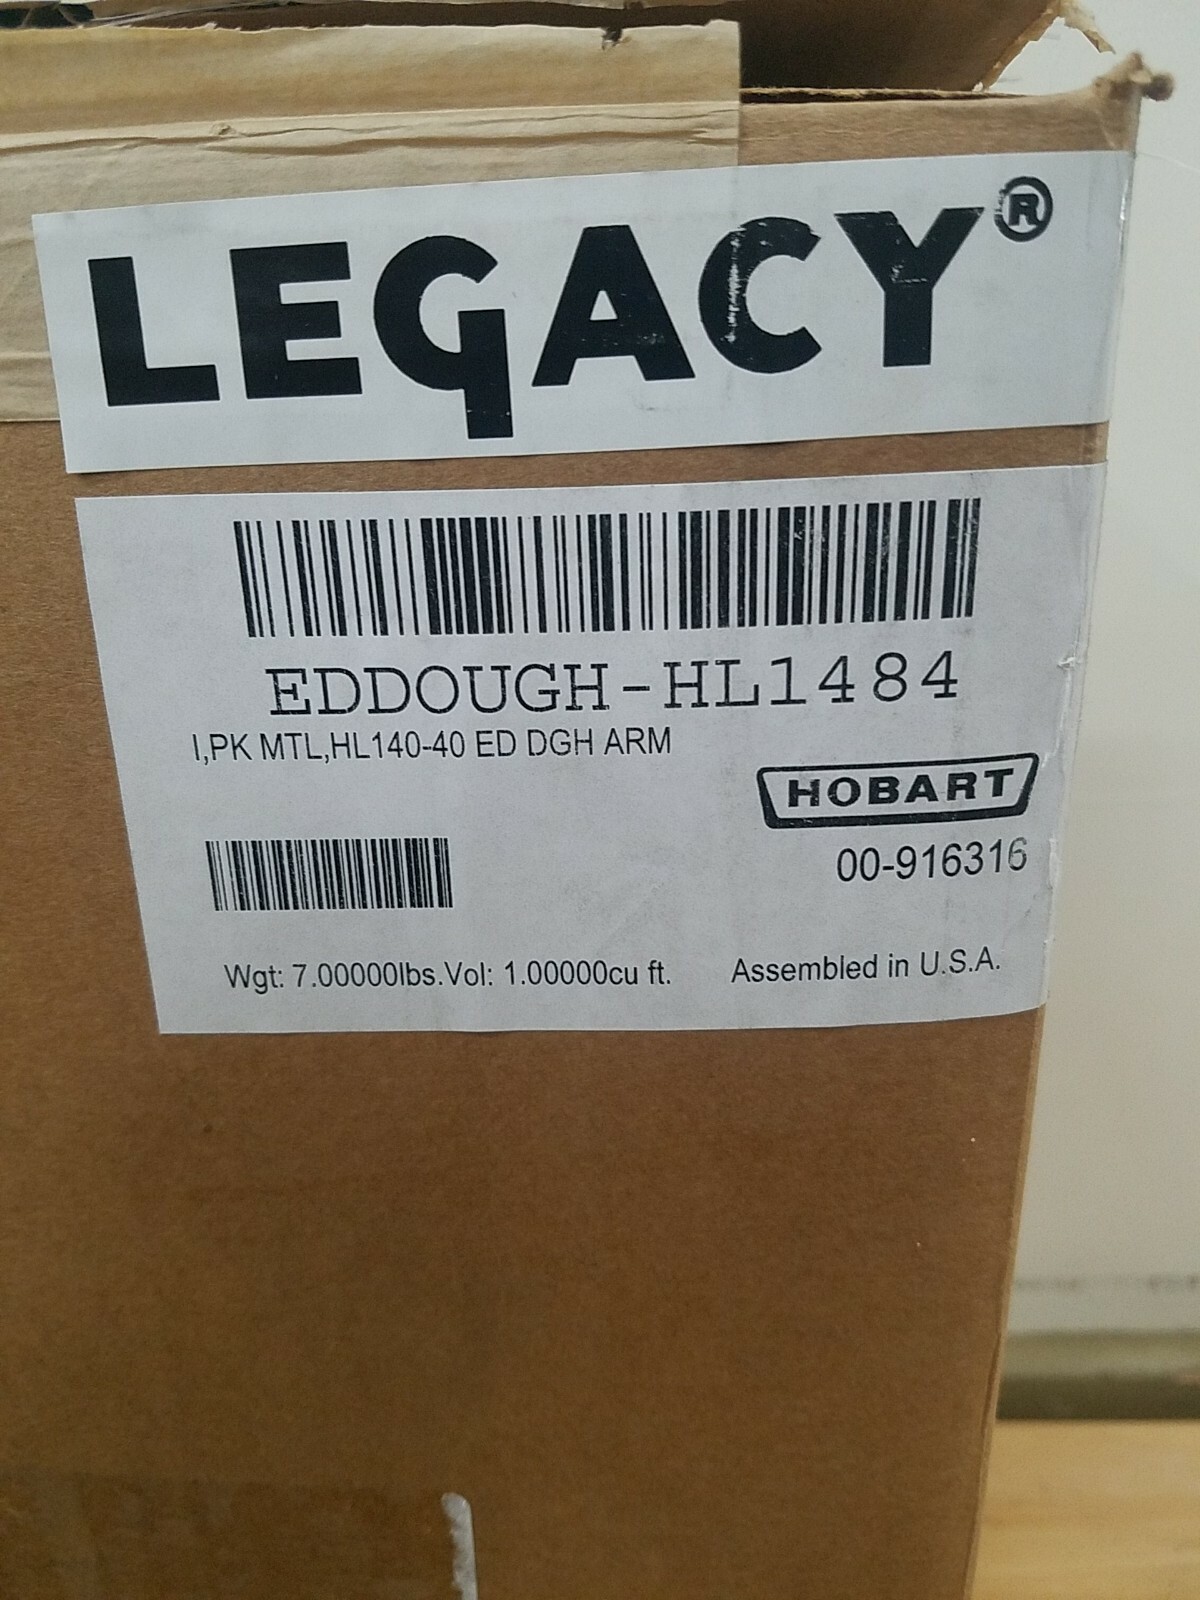 LEGACY®
EDDOUGH-HL1484
I,PK MTL,HL140-40 ED DGH ARM
HOBART
00-916316
Wgt: 7.00000lbs.Vol: 1.00000cu ft. Assembled in U.S.A.